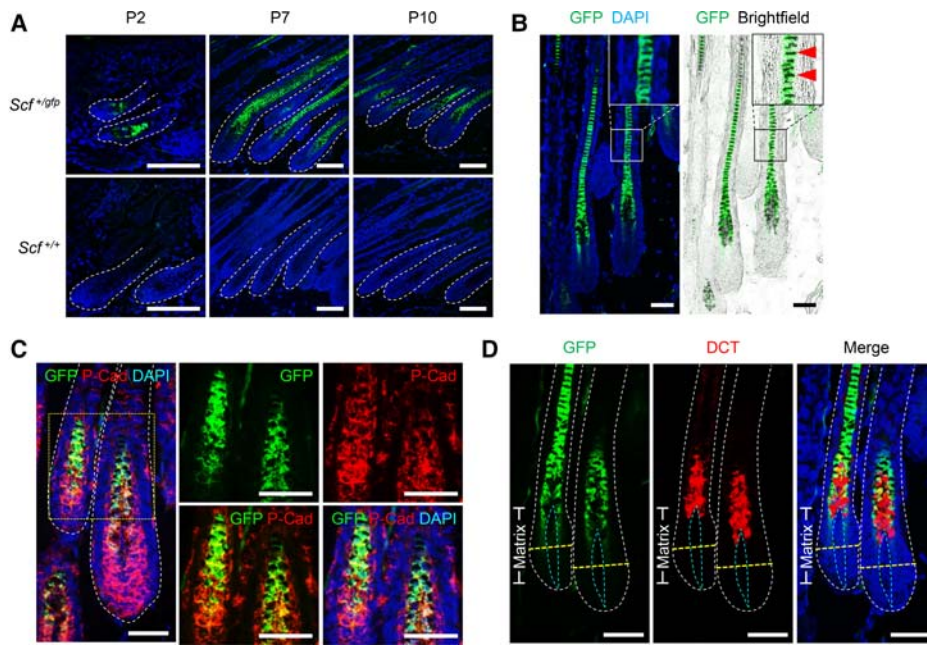 A
P2 P7 P10
Scf +/gfp
Scf +/+
B
GFP DAPI GFP Brightfield
C
GFP P-Cad DAPI
GFP
P-Cad
GFP P-Cad
GFP P-Cad DAPI
D
GFP DCT Merge
Matrix
Matrix